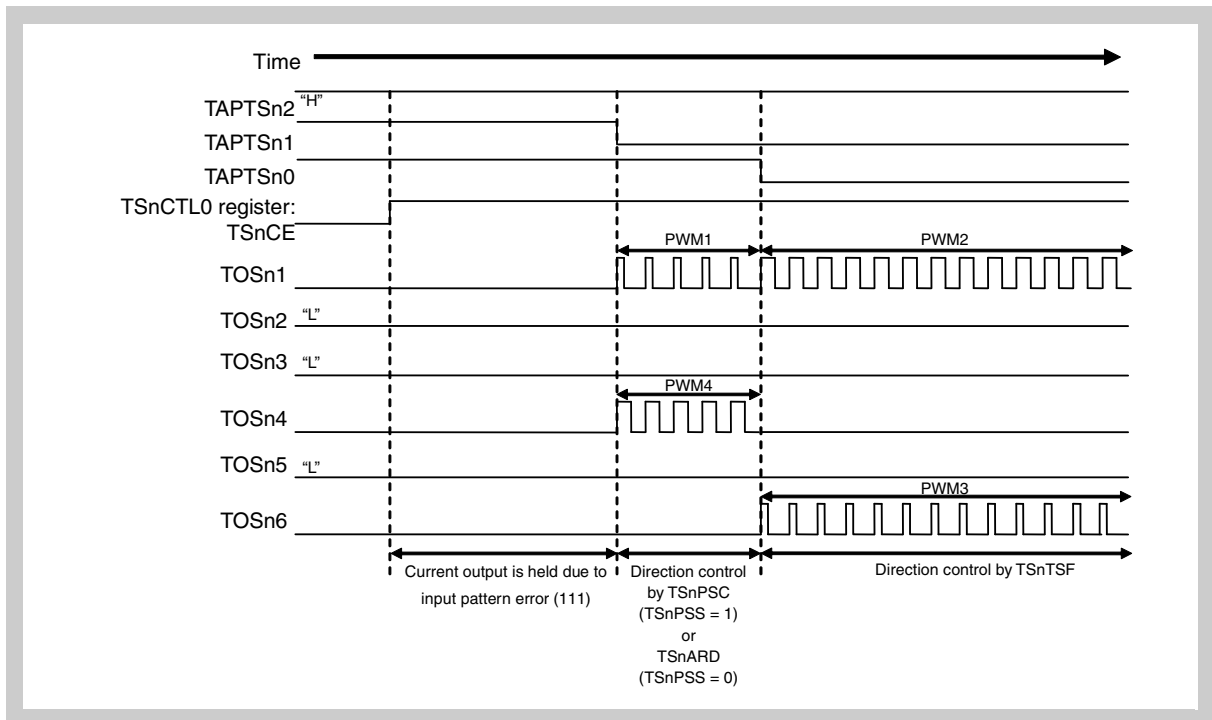 Time
TAPTSn2 “H”
TAPTSn1
TAPTSn0
TSnCTL0 register:
TSnCE
PWM1
PWM2
TOSn1
TOSn2 “L”
TOSn3 “L”
PWM4
TOSn4
TOSn5 “L”
PWM3
TOSn6
Current output is held due to
input pattern error (111)
Direction control
by TSnPSC
(TSnPSS = 1)
or
TSnARD
(TSnPSS = 0)
Direction control by TSnTSF